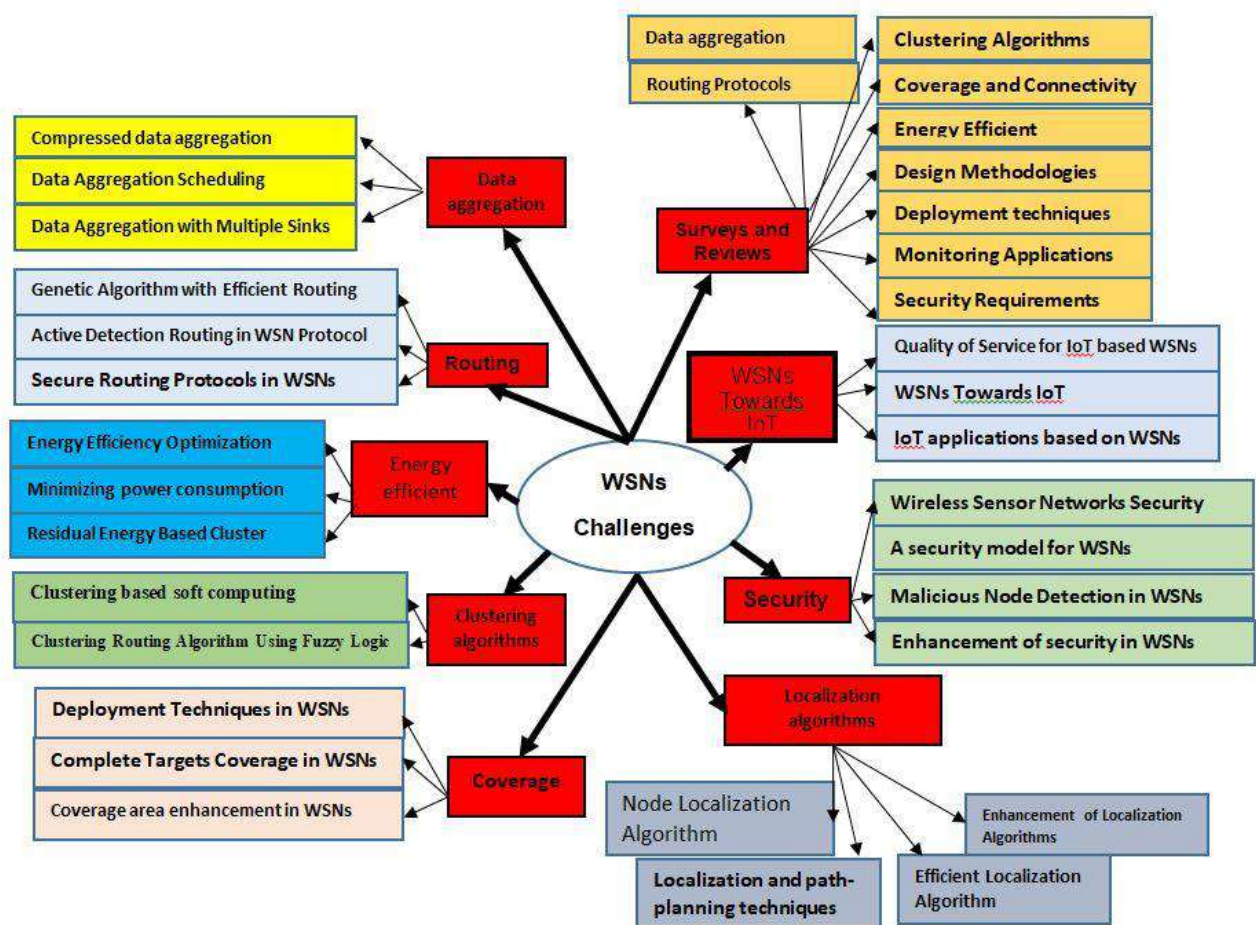 Data aggregation
Routing Protocols
Clustering Algorithms
Coverage and Connectivity
Energy Efficient
Design Methodologies
Deployment techniques
Monitoring Applications
Security Requirements
Surveys and
Reviews
Compressed data aggregation
Data Aggregation Scheduling
Data Aggregation with Multiple Sinks
Data
aggregation
Genetic Algorithm with Efficient Routing
Active Detection Routing in WSN Protocol
Secure Routing Protocols in WSNs
Routing
WSNs
Towards
IoT
Quality of Service for IoT based WSNs
WSNs Towards IoT
IoT applications based on WSNs
Energy Efficiency Optimization
Minimizing power consumption
Residual Energy Based Cluster
Energy
efficient
WSNs
Challenges
Wireless Sensor Networks Security
A security model for WSNs
Malicious Node Detection in WSNs
Enhancement of security in WSNs
Security
Clustering based soft computing
Clustering Routing Algorithm Using Fuzzy Logic
Clustering
algorithms
Deployment Techniques in WSNs
Complete Targets Coverage in WSNs
Coverage area enhancement in WSNs
Coverage
Localization
algorithms
Node Localization
Algorithm
Localization and path-
planning techniques
Efficient Localization
Algorithm
Enhancement of Localization
Algorithms